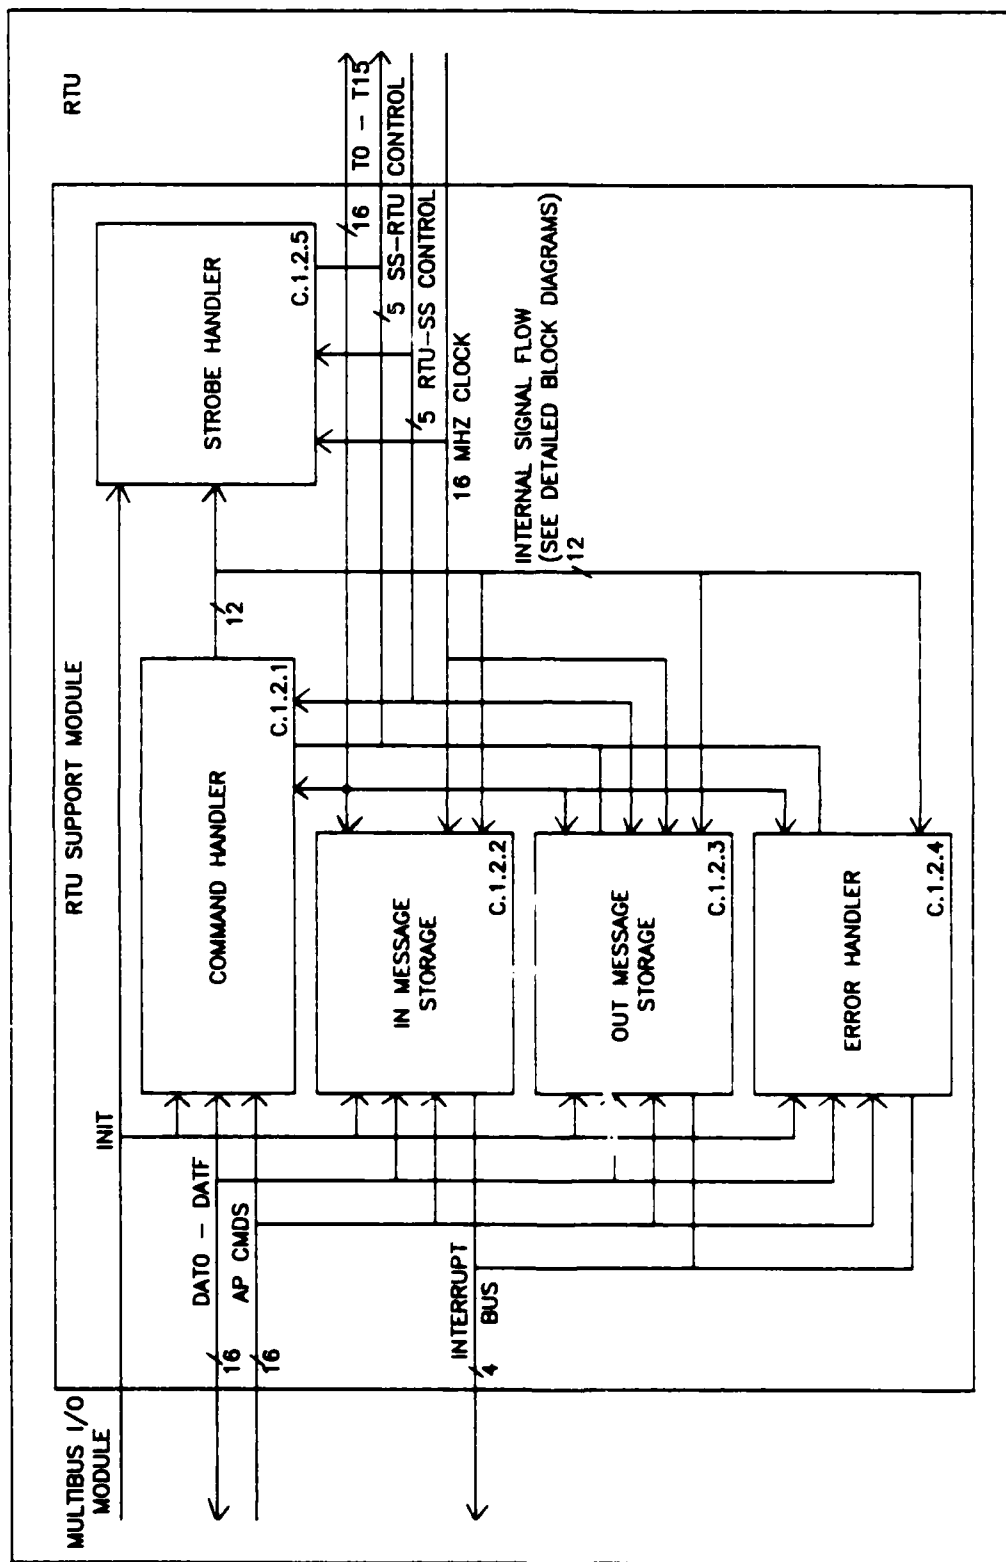 MULTIBUS I/O
MODULE
RTU SUPPORT MODULE
RTU
INIT
DATO - DATF
16
AP CMDS
16
INTERRUPT
BUS
4
COMMAND HANDLER
C.1.2.1
12
STROBE HANDLER
C.1.2.5
16 TO - T15
5 SS-RTU CONTROL
5 RTU-SS CONTROL
16 MHZ CLOCK
INTERNAL SIGNAL FLOW
(SEE DETAILED BLOCK DIAGRAMS)
12
IN MESSAGE
STORAGE
C.1.2.2
OUT MESSAGE
STORAGE
C.1.2.3
ERROR HANDLER
C.1.2.4